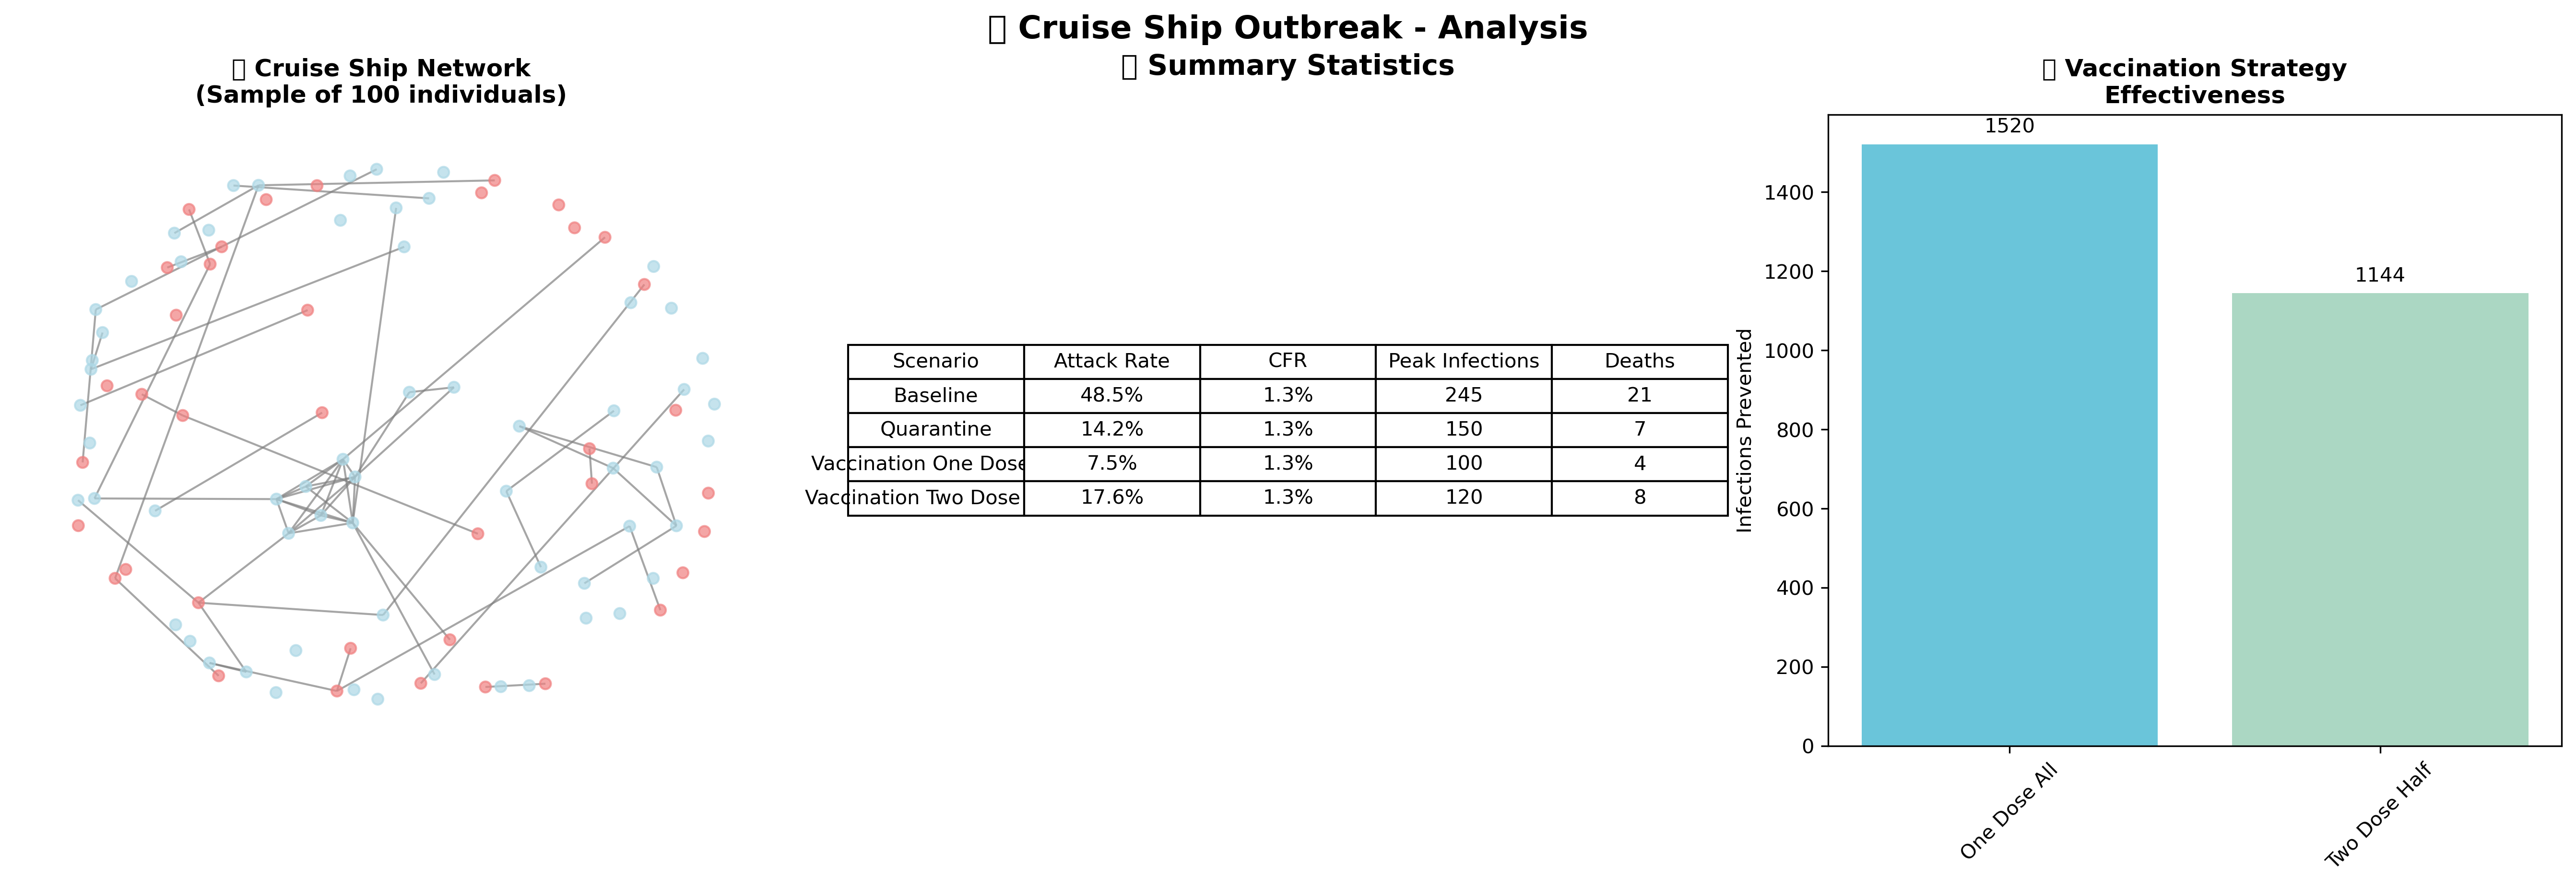 Cruise Ship Outbreak - Analysis
Cruise Ship Network
(Sample of 100 individuals)
Summary Statistics
Scenario Attack Rate CFR Peak Infections Deaths
Baseline 48.5% 1.3% 245 21
Quarantine 14.2% 1.3% 150 7
Vaccination One Dose 7.5% 1.3% 100 4
Vaccination Two Dose 17.6% 1.3% 120 8
Vaccination Strategy
Effectiveness
Infections Prevented
1400
1200
1000
800
600
400
200
0
1520
1144
One Dose All
Two Dose Half